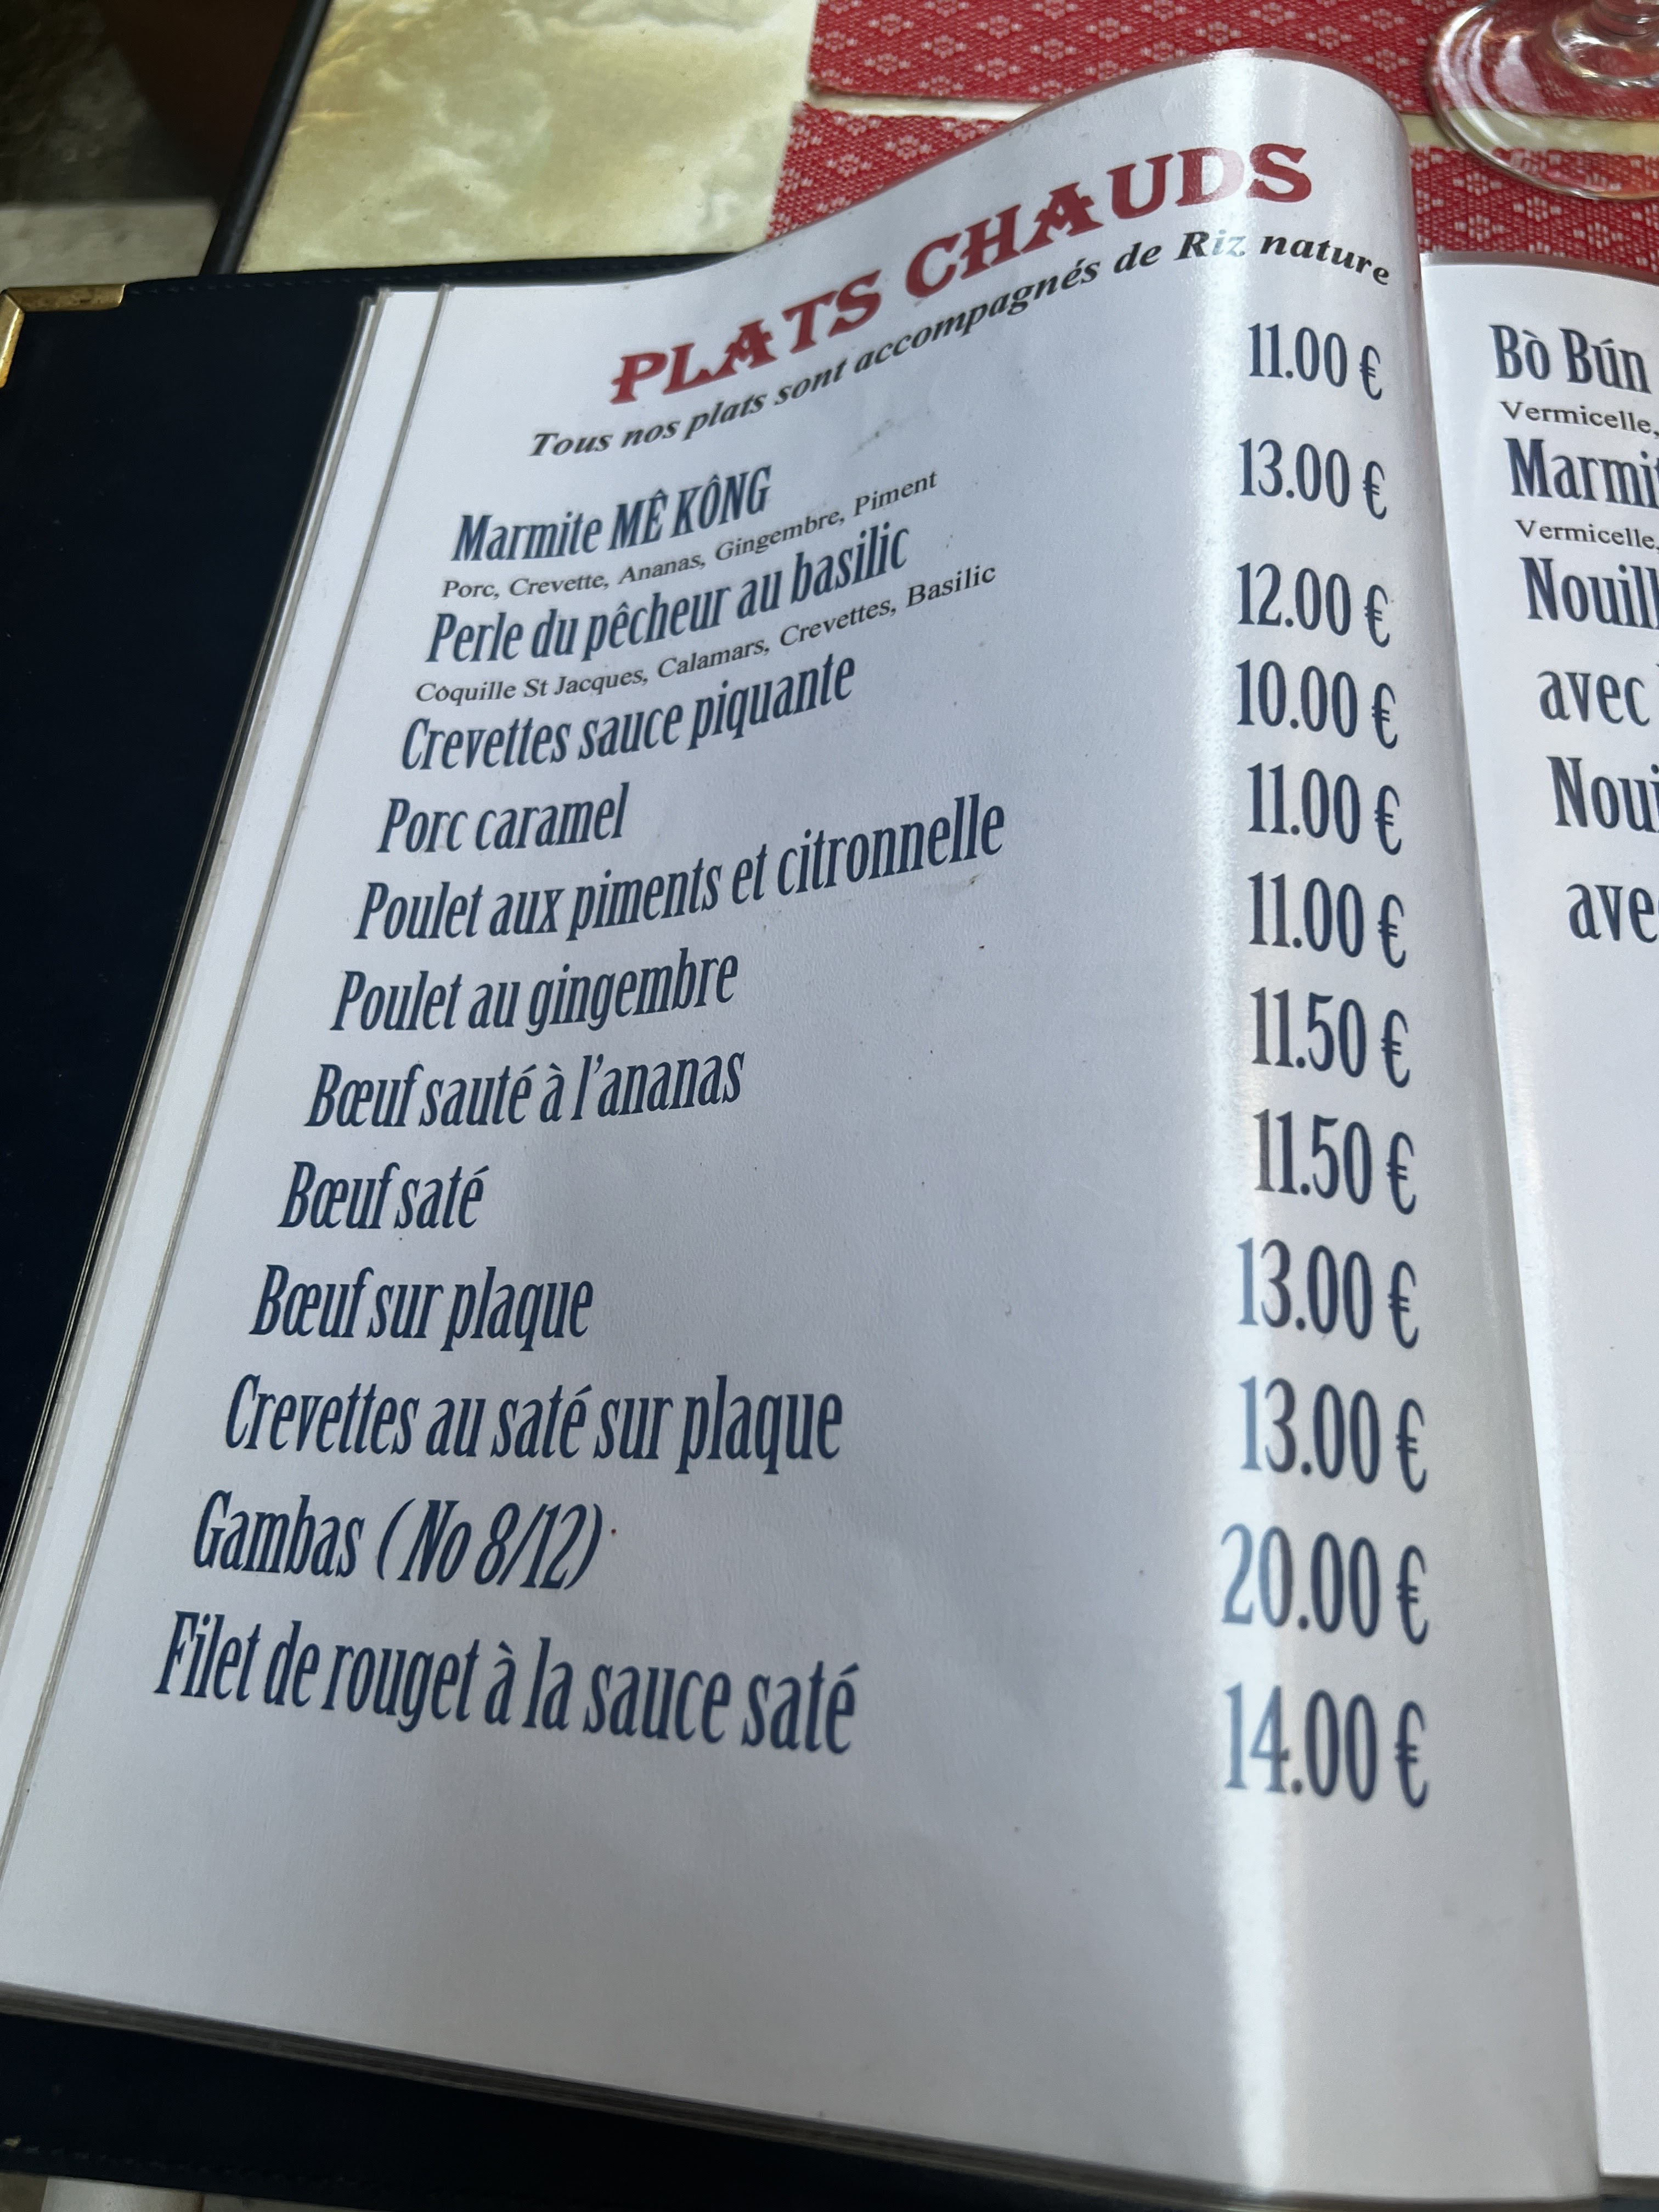 PLATS CHAUDS
Tous nos plats sont accompagnés de Riz nature
Marmite MÊ KÔNG 11.00 €
Porc, Crevette, Ananas, Gingembre, Piment
Perle du pêcheur au basilic 13.00 €
Coquille St Jacques, Calamars, Crevettes, Basilic
Crevettes sauce piquante 12.00 €
Porc caramel 10.00 €
Poulet aux piments et citronnelle 11.00 €
Poulet au gingembre 11.00 €
Bœuf sauté à l'ananas 11.50 €
Bœuf saté 11.50 €
Bœuf sur plaque 13.00 €
Crevettes au saté sur plaque 13.00 €
Gambas ( No 8/12) 20.00 €
Filet de rouget à la sauce saté 14.00 €
Bò Bún
Vermicelle,
Vermicelle,
avec